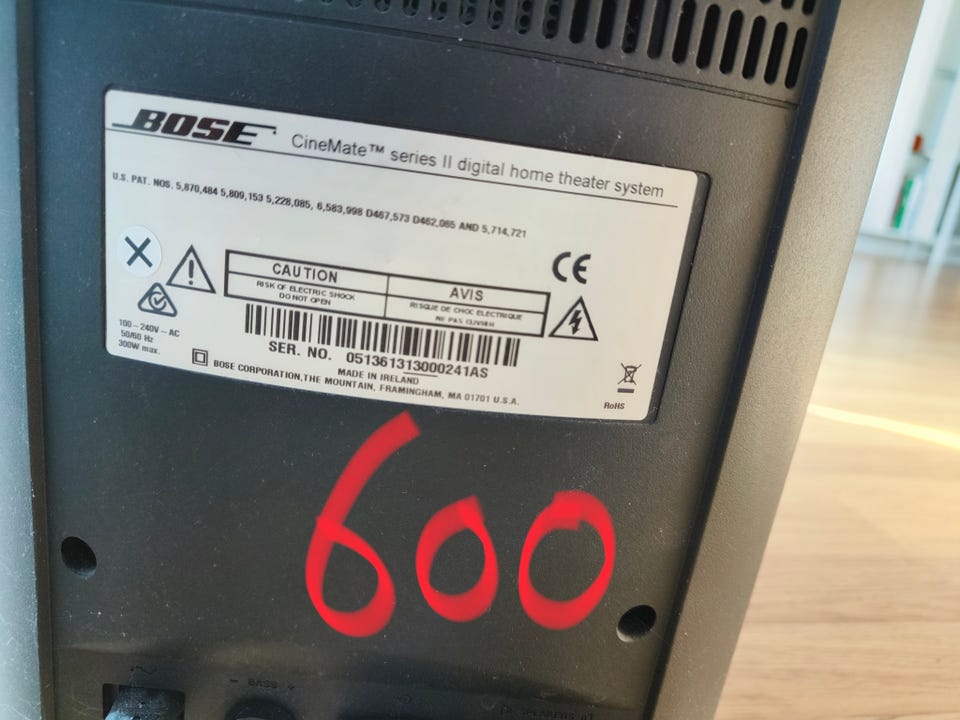 BOSE CineMate™ series II digital home theater system
U.S. PAT. NOS. 5,870,484 5,809,153 5,228,085, 6,583,998 D467,573 D462,065 AND 5,714,721
CE
CAUTION
RISK OF ELECTRIC SHOCK
DO NOT OPEN
AVIS
RISQUE DE CHOC ELECTRIQUE
NE PAS OUVRIR
100-240V~AC
50/60 Hz
300W max.
SER. NO. 051361313000241AS
MADE IN IRELAND
BOSE CORPORATION, THE MOUNTAIN, FRAMINGHAM, MA 01701 U.S.A.
RoHS
600
- BASS +